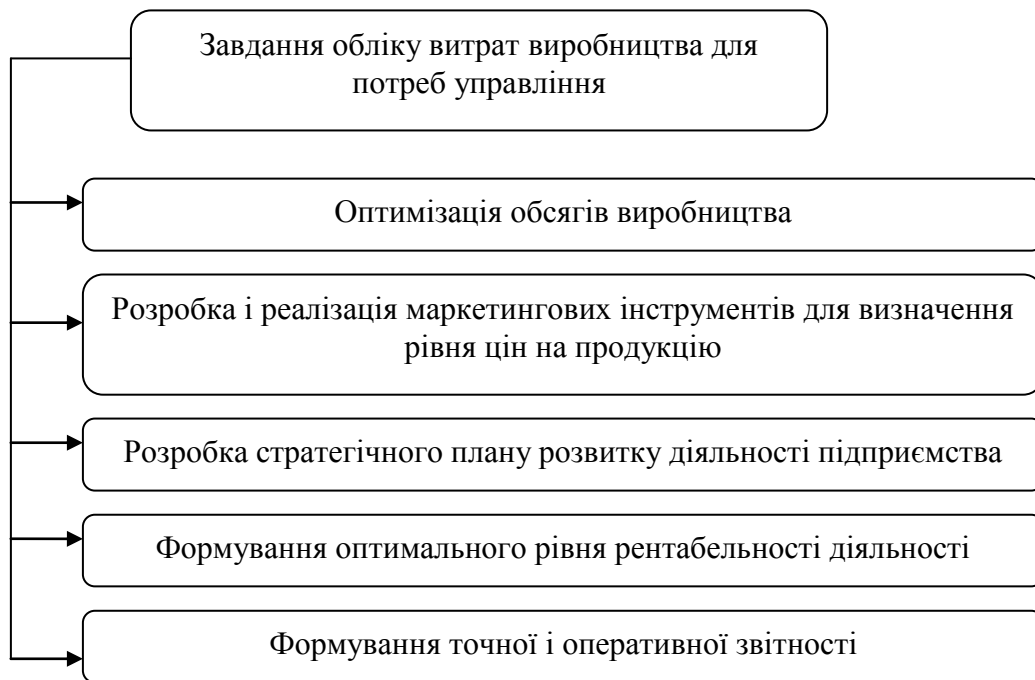 Завдання обліку витрат виробництва для
потреб управління
Оптимізація обсягів виробництва
Розробка і реалізація маркетингових інструментів для визначення
рівня цін на продукцію
Розробка стратегічного плану розвитку діяльності підприємства
Формування оптимального рівня рентабельності діяльності
Формування точної і оперативної звітності